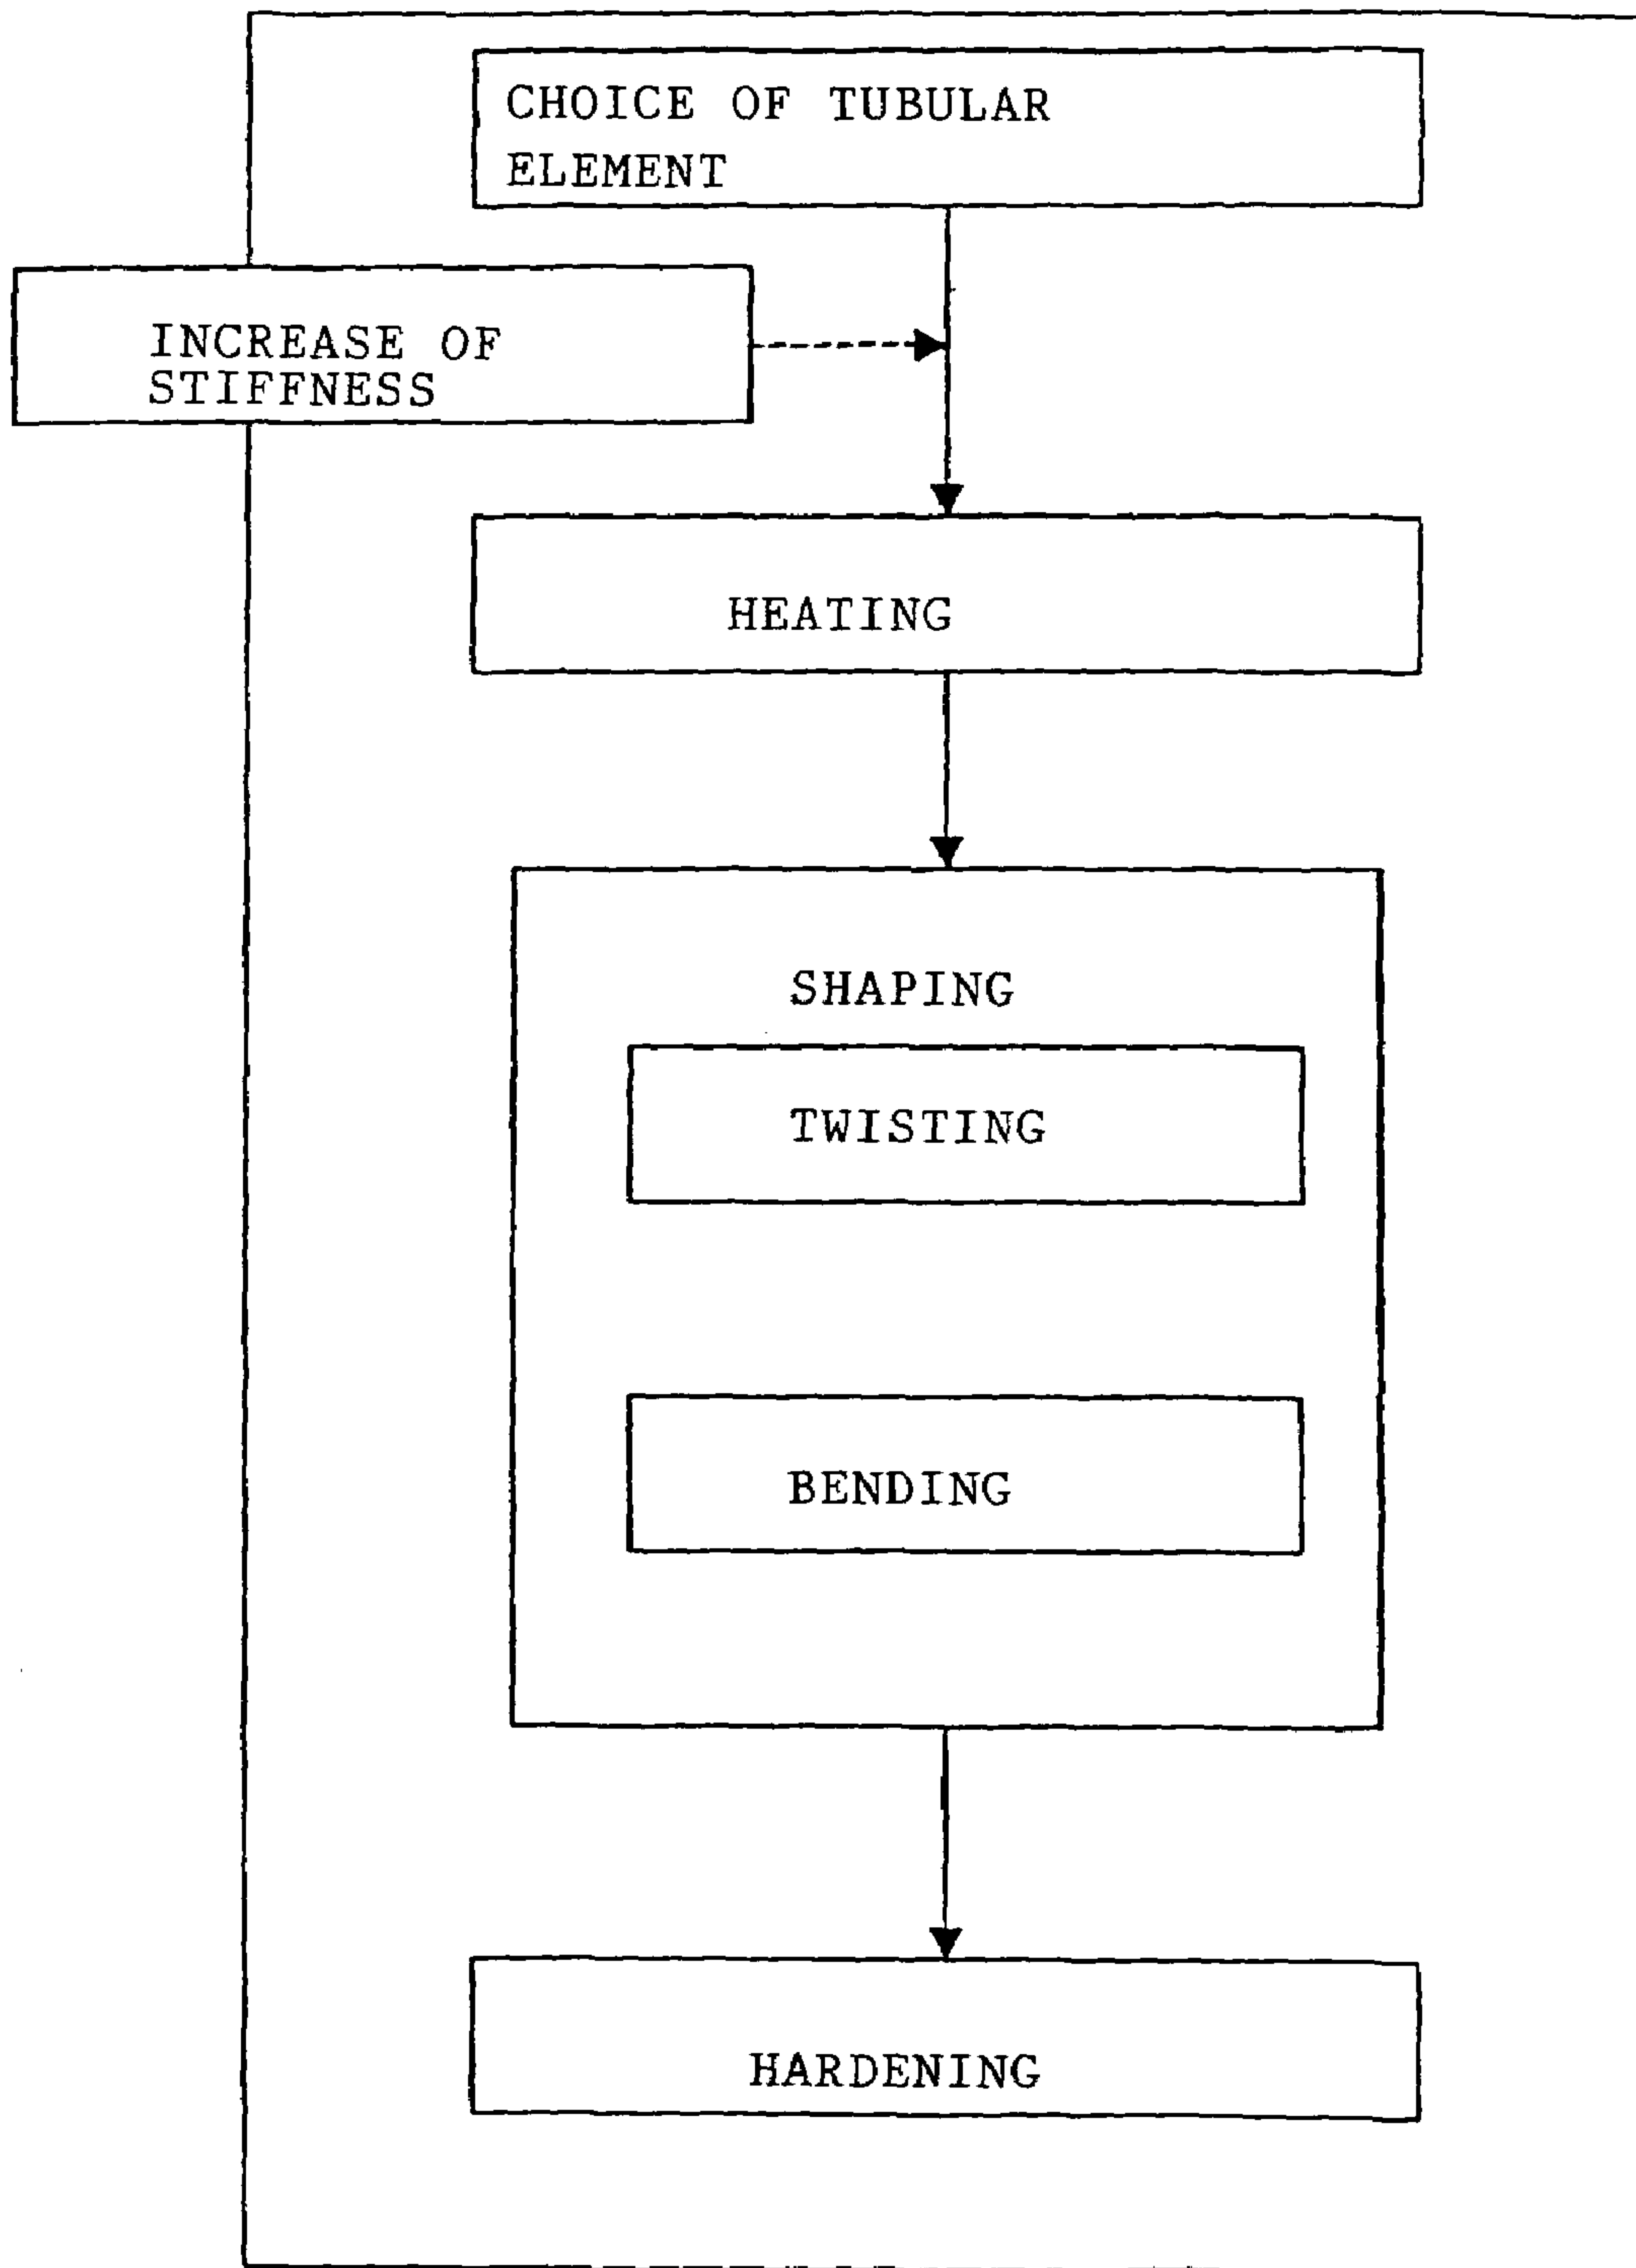 CHOICE OF TUBULAR
ELEMENT
INCREASE OF
STIFFNESS
HEATING
SHAPING
TWISTING
BENDING
HARDENING